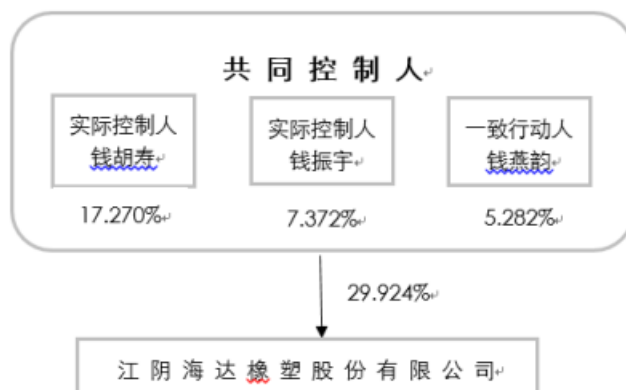 共同控制人
实际控制人
钱胡寿
实际控制人
钱振宇
一致行动人
钱燕韵
17.270%
7.372%
5.282%
29.924%
江阴海达橡塑股份有限公司